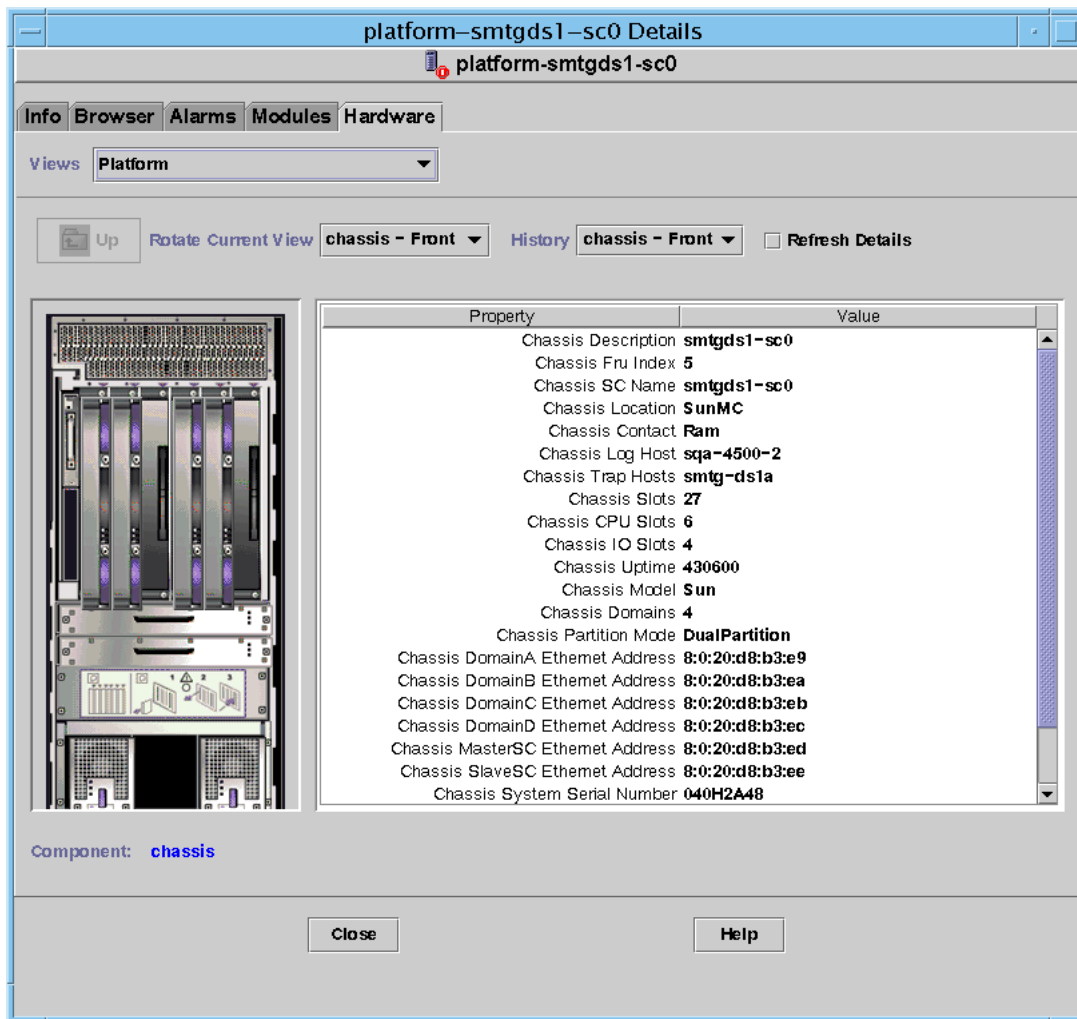 platform-smtgds1-sc0 Details
platform-smtgds1-sc0
Info Browser Alarms Modules Hardware
Views Platform
Up Rotate Current View chassis - Front History chassis - Front Refresh Details
Property Value
Chassis Description smtgds1-sc0
Chassis Fru Index 5
Chassis SC Name smtgds1-sc0
Chassis Location SunMC
Chassis Contact Ram
Chassis Log Host sqa-4500-2
Chassis Trap Hosts smtg-ds1a
Chassis Slots 27
Chassis CPU Slots 6
Chassis IO Slots 4
Chassis Uptime 430600
Chassis Model Sun
Chassis Domains 4
Chassis Partition Mode DualPartition
Chassis DomainA Ethernet Address 8:0:20:d8:b3:e9
Chassis DomainB Ethernet Address 8:0:20:d8:b3:ea
Chassis DomainC Ethernet Address 8:0:20:d8:b3:eb
Chassis DomainD Ethernet Address 8:0:20:d8:b3:ec
Chassis MasterSC Ethernet Address 8:0:20:d8:b3:ed
Chassis SlaveSC Ethernet Address 8:0:20:d8:b3:ee
Chassis System Serial Number 040H2A48
1 2 3
Component: chassis
Close Help